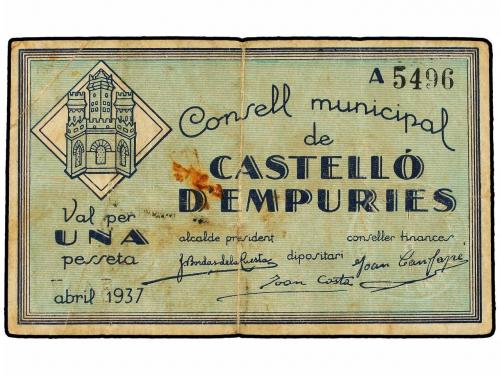 A 5496
Consell municipal
de
CASTELLÓ
D'EMPURIES
Val per
UNA
pesseta
abril 1937
alcalde president
conseller finances
dipositari
Joan Costa